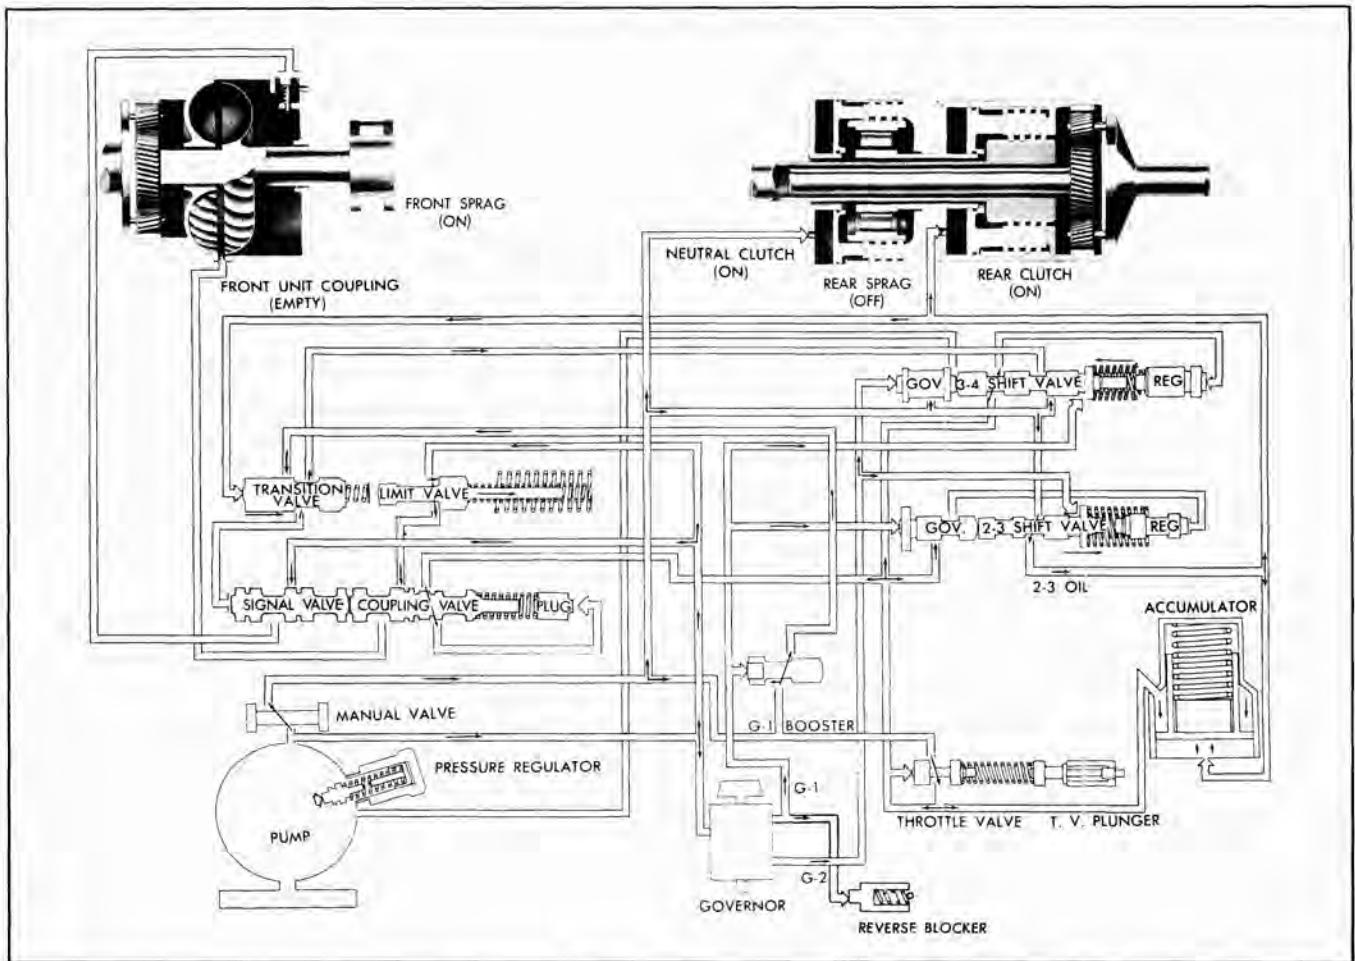 FRONT SPRAG
(ON)
FRONT UNIT COUPLING
(EMPTY)
NEUTRAL CLUTCH
(ON)
REAR SPRAG
(OFF)
REAR CLUTCH
(ON)
GOV.
3-4 SHIFT VALVE
REG
TRANSITION
VALVE
LIMIT VALVE
GOV.
2-3 SHIFT VALVE
REG
2-3 OIL
SIGNAL VALVE
COUPLING VALVE
PLUG
ACCUMULATOR
MANUAL VALVE
G-1 BOOSTER
PRESSURE REGULATOR
G-1
THROTTLE VALVE
T. V. PLUNGER
PUMP
G-2
GOVERNOR
REVERSE BLOCKER